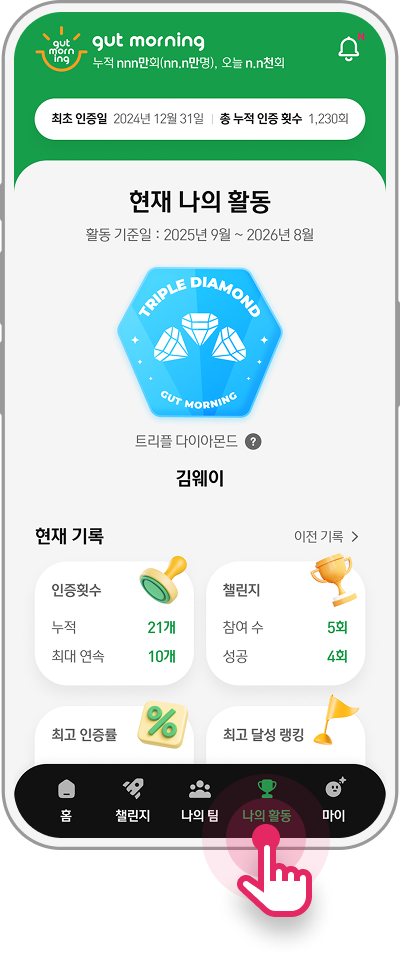 gut
morn
ing
gut morning
누적 nnn만회(nn,n만명), 오늘 n,n천회
N
최초 인증일 2024년 12월 31일 | 총 누적 인증 횟수 1,230회
현재 나의 활동
활동 기준일 : 2025년 9월 ~ 2026년 8월
TRIPLE DIAMOND
GUT MORNING
트리플 다이아몬드 ?
김웨이
현재 기록 이전 기록 >
인증횟수
누적 21개
최대 연속 10개
챌린지
참여 수 5회
성공 4회
최고 인증률
%
최고 달성 랭킹
홈 챌린지 나의 팀 나의 활동 마이